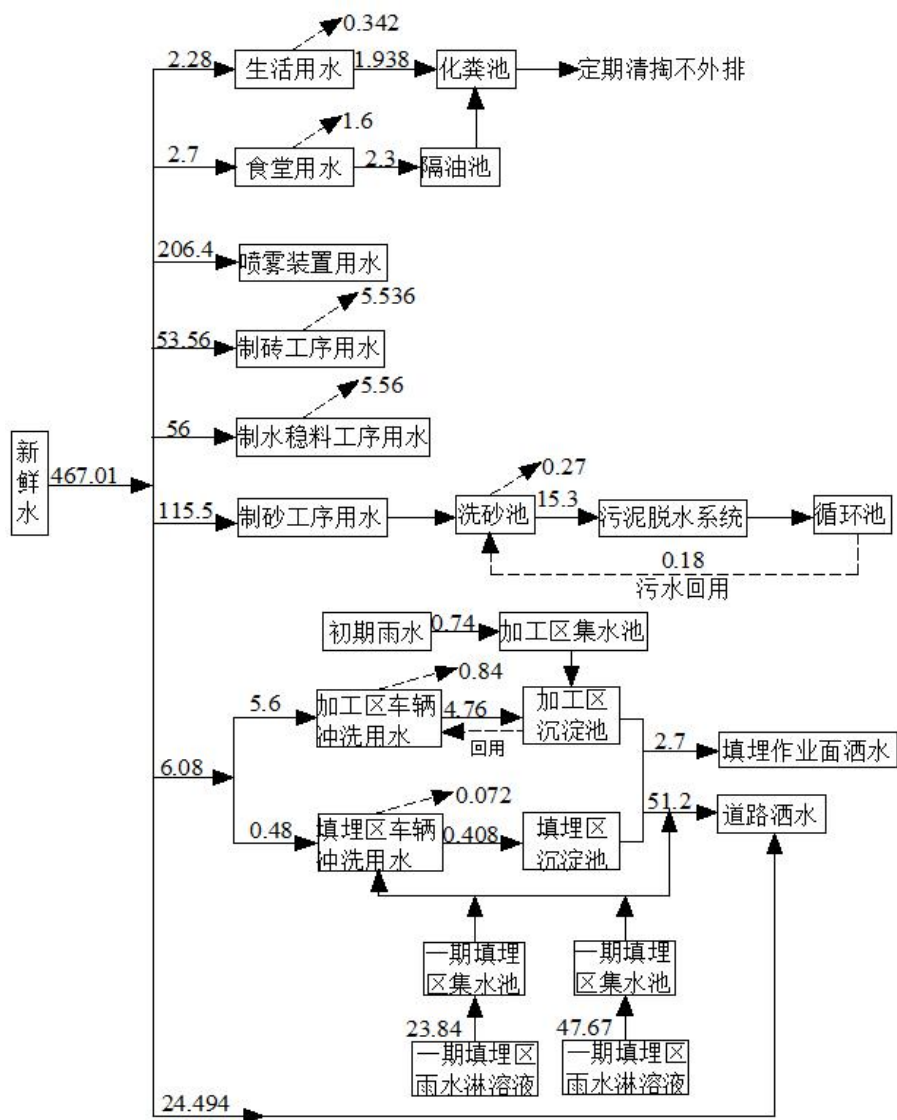 0.342
2.28
生活用水
1.938
化粪池
定期清掏不外排
1.6
2.7
食堂用水
2.3
隔油池
206.4
喷雾装置用水
5.536
53.56
制砖工序用水
5.56
56
制水稳料工序用水
新
鲜
水
467.01
0.27
115.5
制砂工序用水
洗砂池
15.3
污泥脱水系统
循环池
0.18
污水回用
初期雨水
0.74
加工区集水池
0.84
5.6
加工区车辆
冲洗用水
4.76
回用
加工区
沉淀池
2.7
填埋作业面洒水
6.08
0.072
0.48
填埋区车辆
冲洗用水
0.408
填埋区
沉淀池
51.2
道路洒水
一期填埋
区集水池
一期填埋
区集水池
23.84
47.67
一期填埋区
雨水淋溶液
一期填埋区
雨水淋溶液
24.494